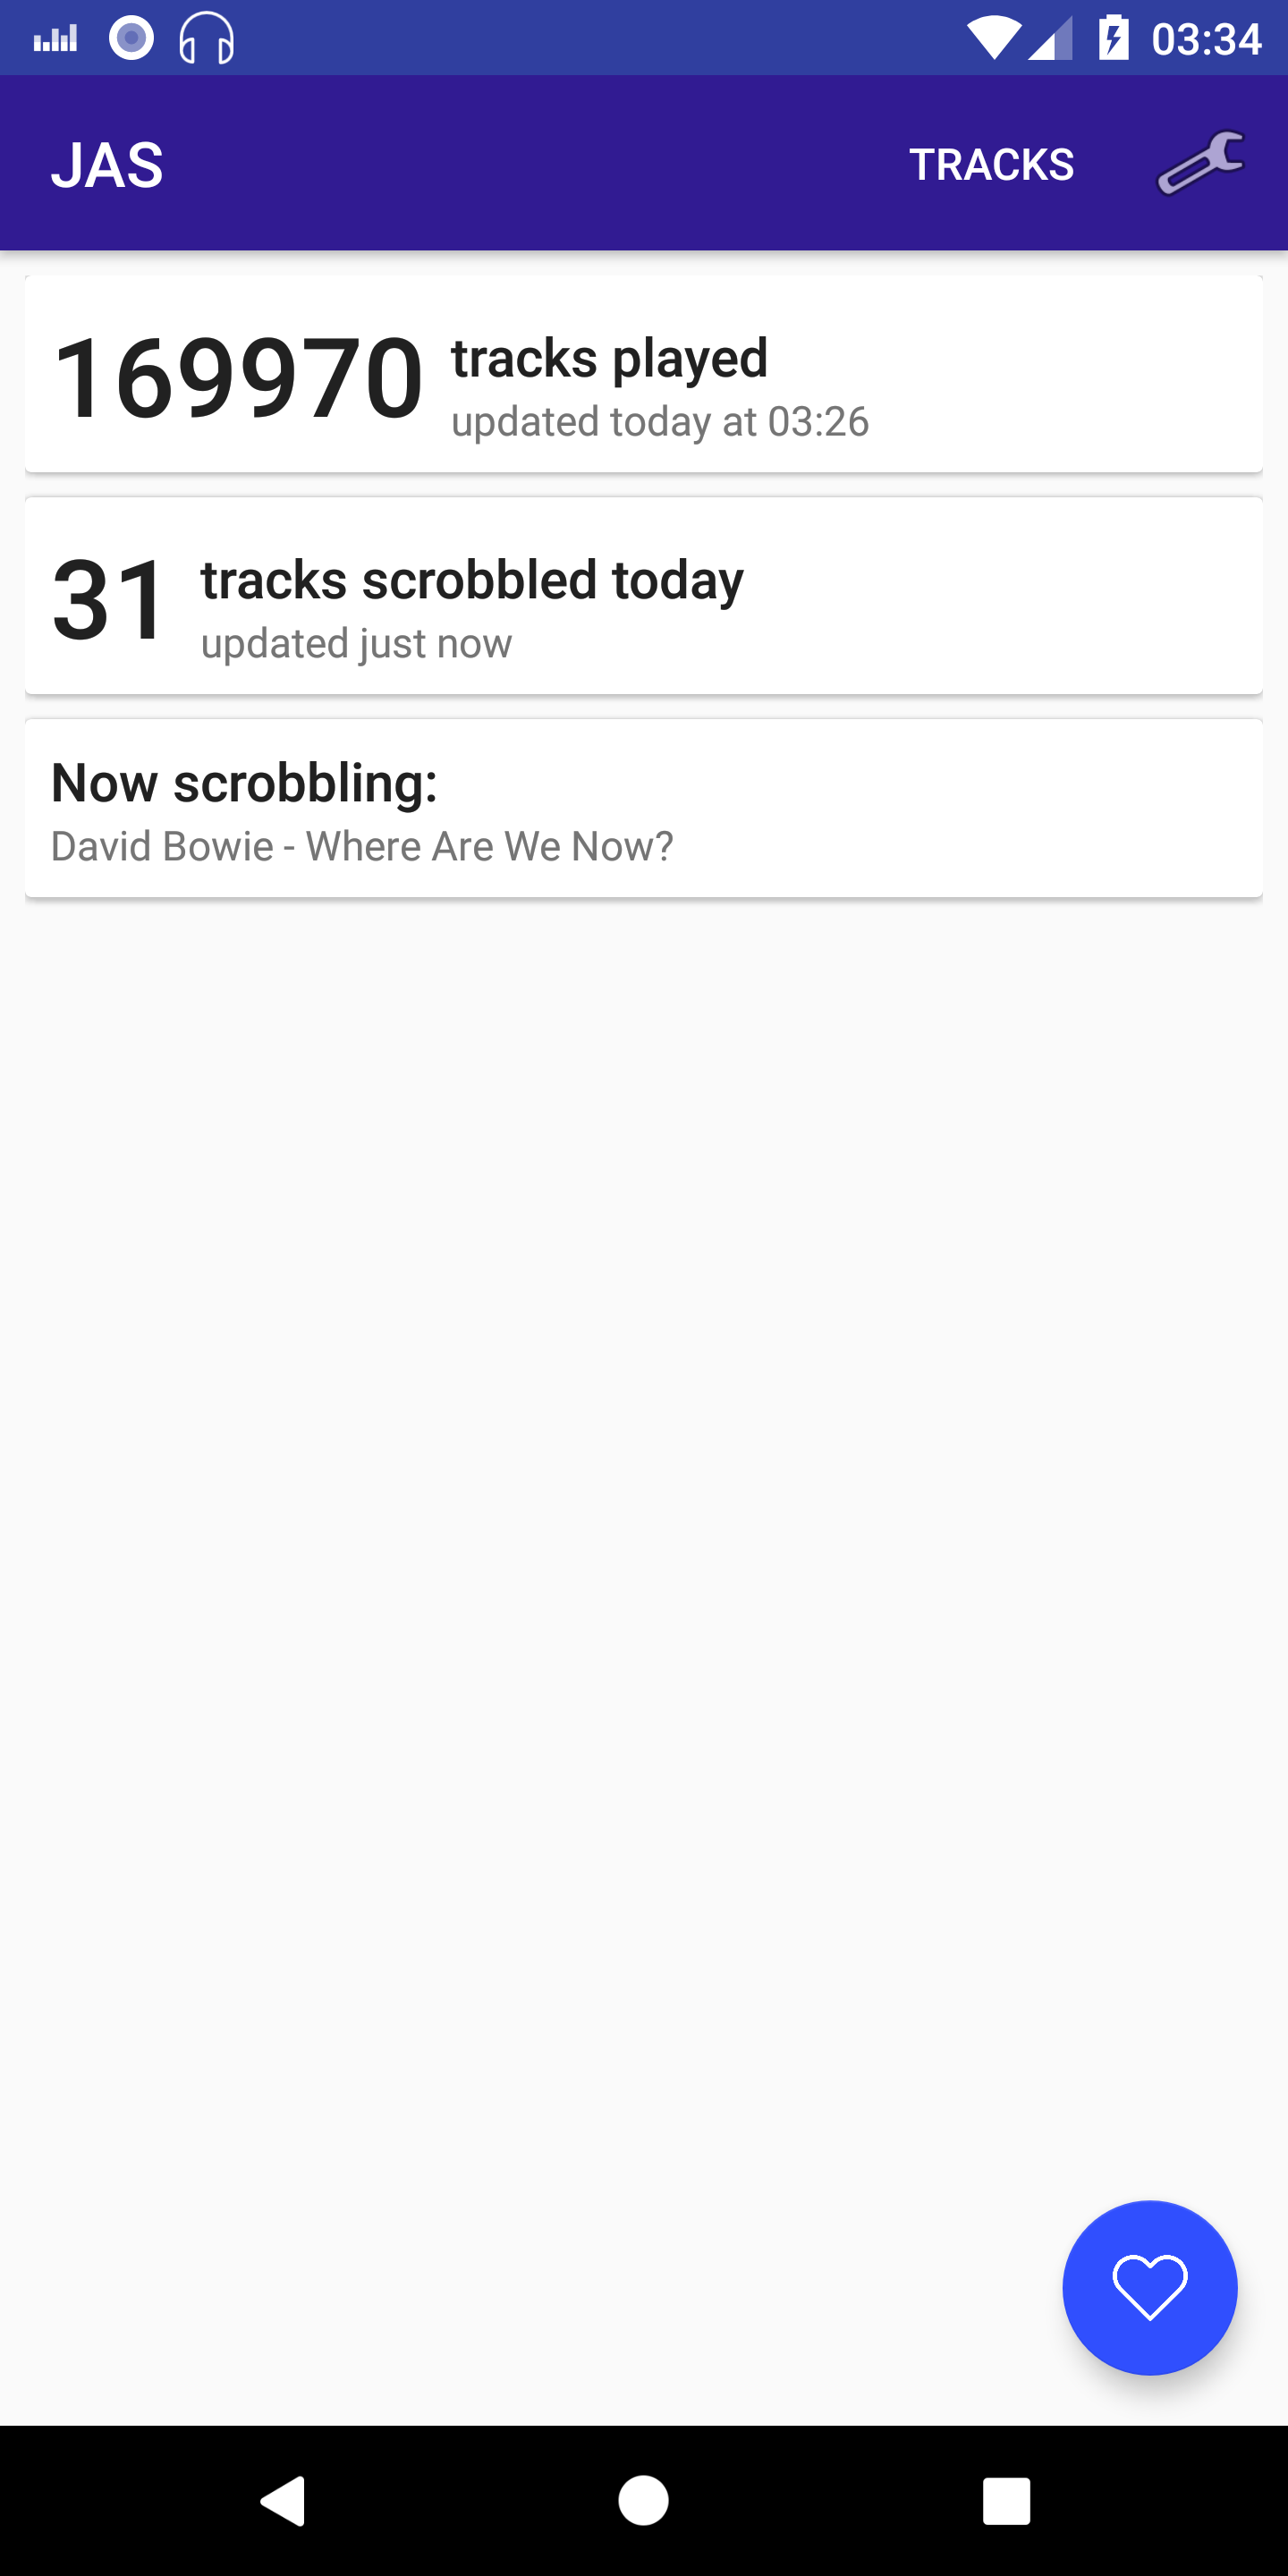 03:34
JAS TRACKS
169970 tracks played
updated today at 03:26
31 tracks scrobbled today
updated just now
Now scrobbling:
David Bowie - Where Are We Now?